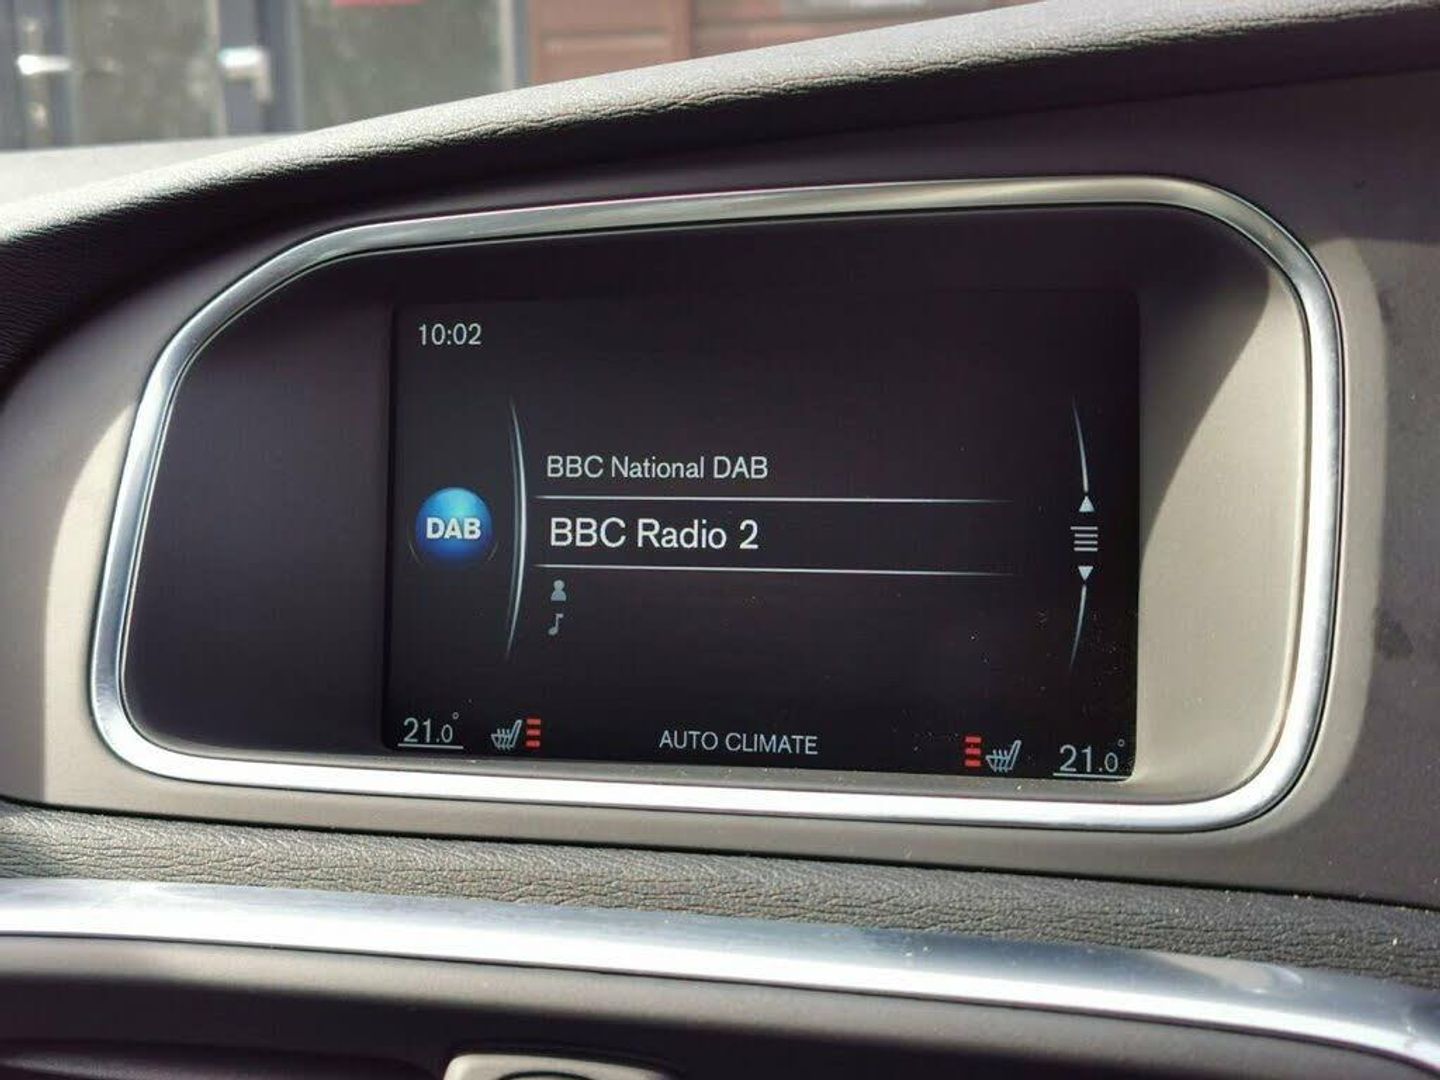 10:02
BBC National DAB
DAB
BBC Radio 2
21.0°
AUTO CLIMATE
21.0°